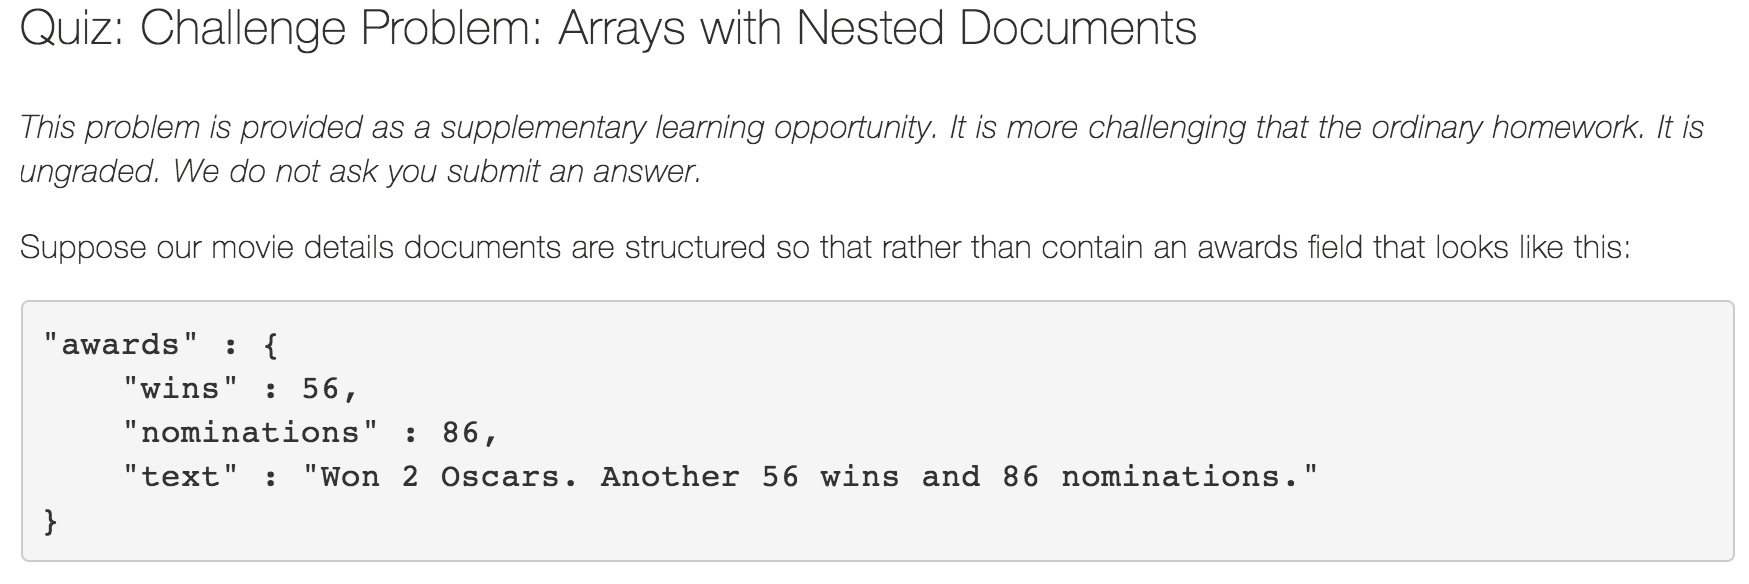 Quiz: Challenge Problem: Arrays with Nested Documents
This problem is provided as a supplementary learning opportunity. It is more challenging that the ordinary homework. It is
ungraded. We do not ask you submit an answer.
Suppose our movie details documents are structured so that rather than contain an awards field that looks like this:
"awards" : {
    "wins" : 56,
    "nominations" : 86,
    "text" : "Won 2 Oscars. Another 56 wins and 86 nominations."
}